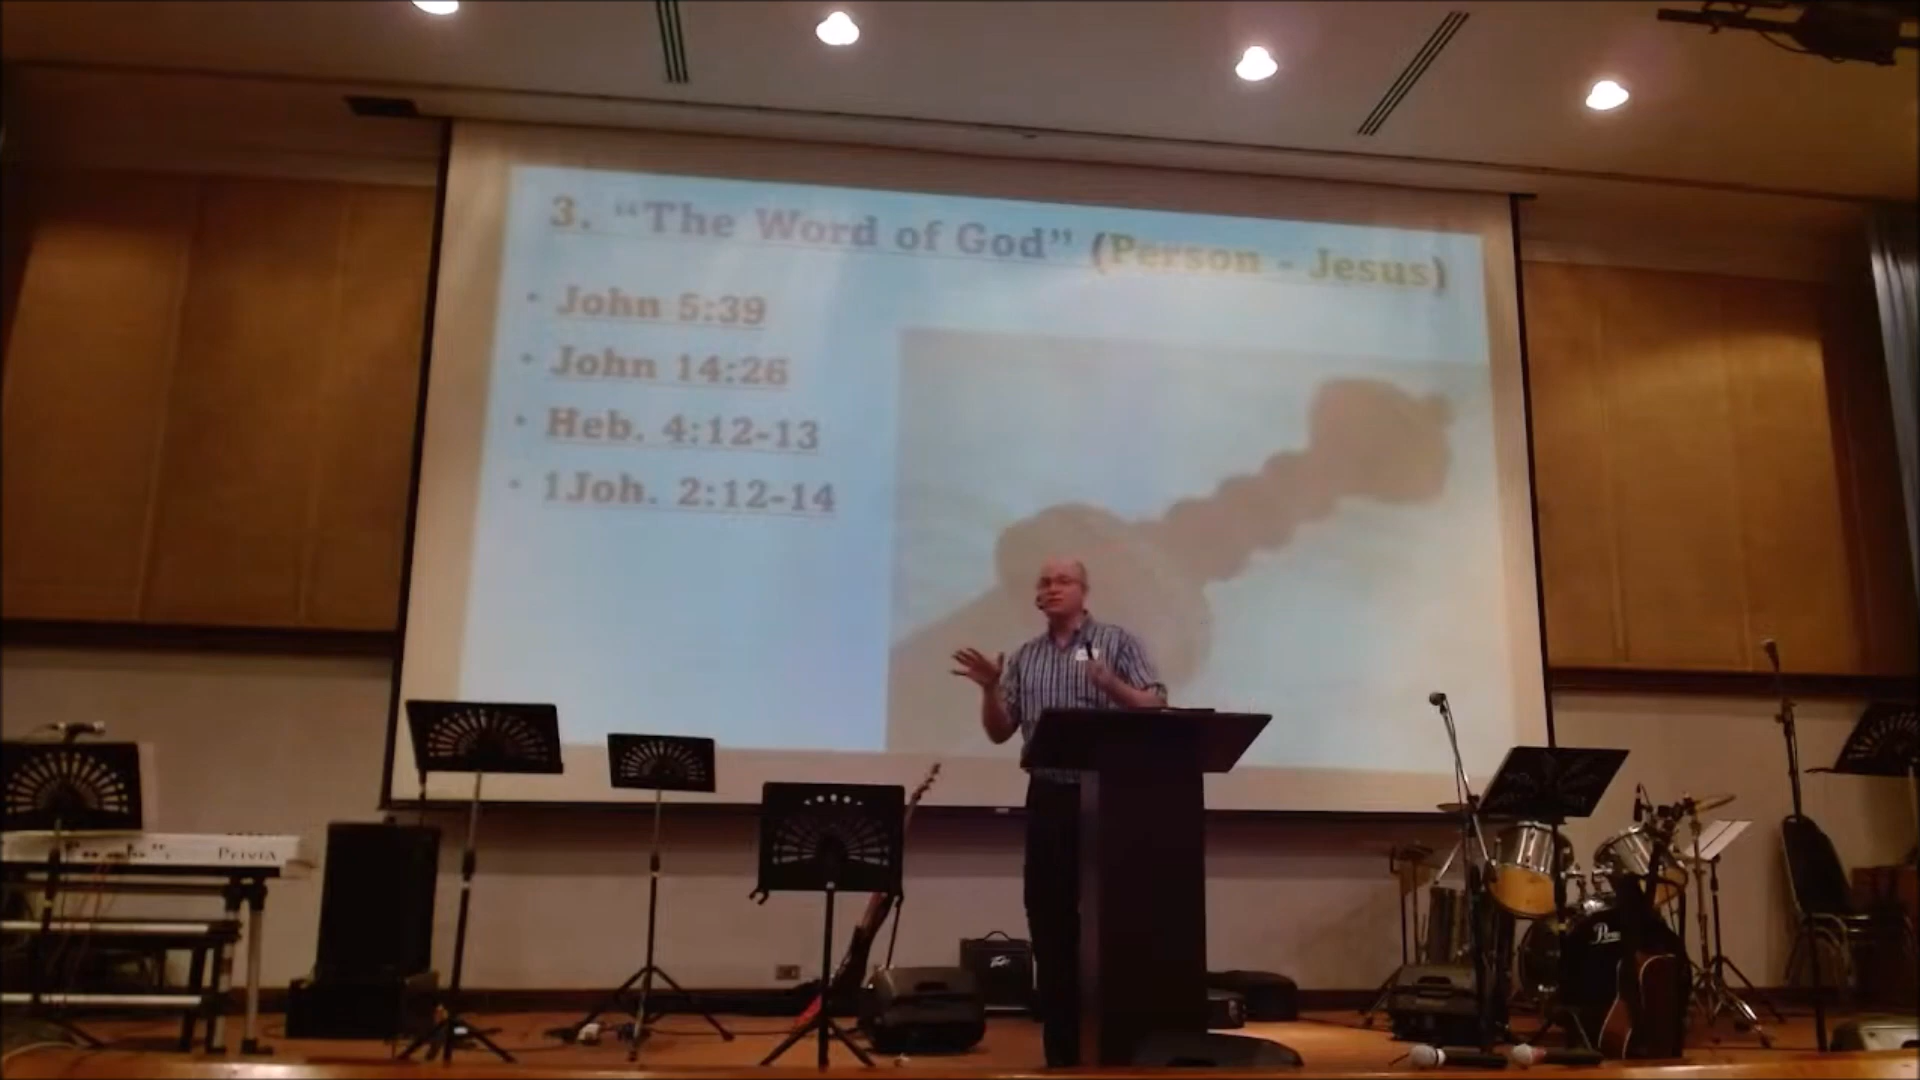 3. “The Word of God” (Person - Jesus)
• John 5:39
• John 14:26
• Heb. 4:12-13
• 1Joh. 2:12-14
PRIVIA